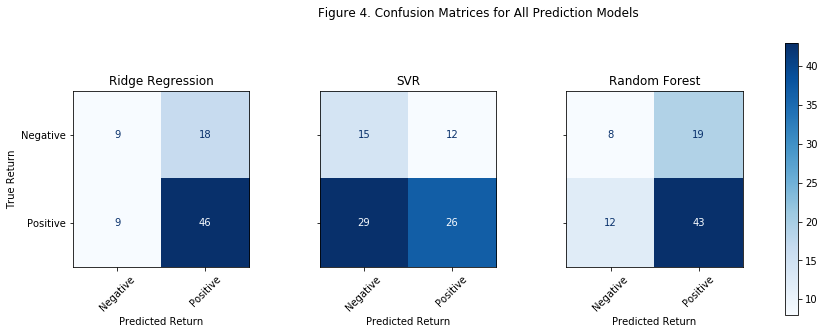 Figure 4. Confusion Matrices for All Prediction Models
Ridge Regression
SVR
Random Forest
True Return
Negative
Positive
9 18
9 46
15 12
29 26
8 19
12 43
Negative Positive
Predicted Return
Negative Positive
Predicted Return
Negative Positive
Predicted Return
40
35
30
25
20
15
10